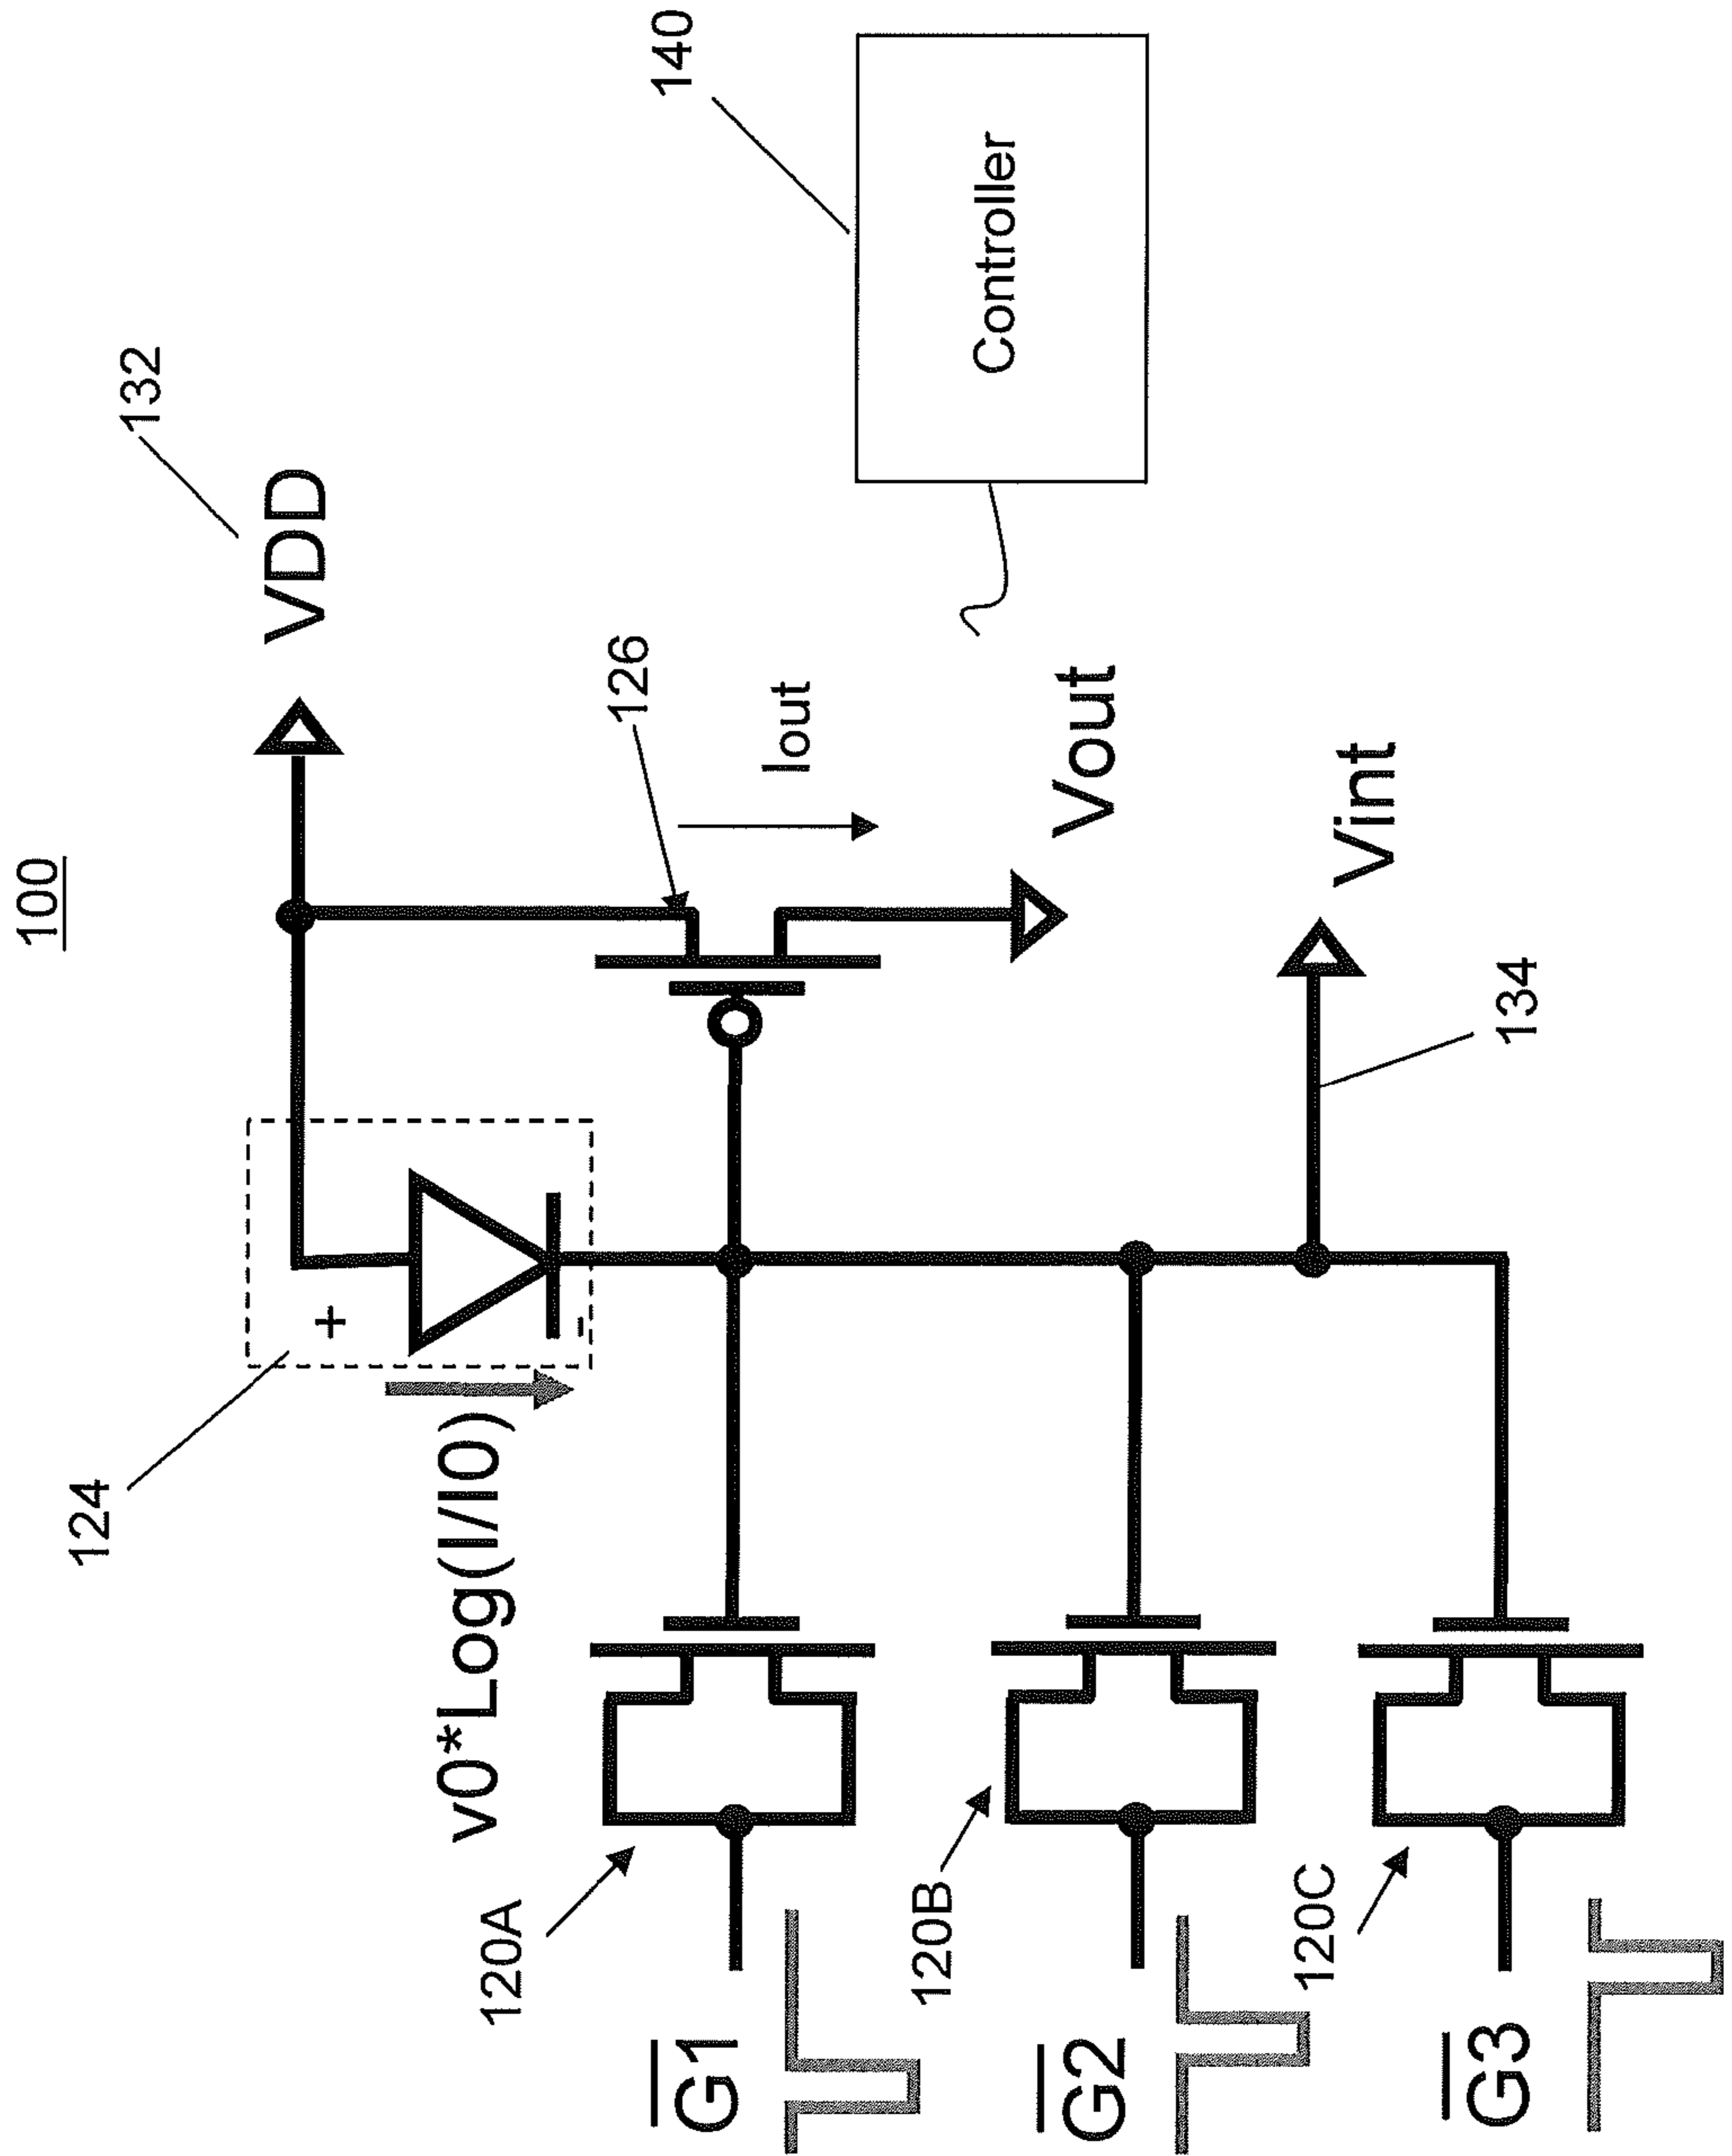 100
132
VDD
124
v0*Log(I/I0)
+
-
126
Iout
140
Controller
Vout
Vint
134
120A
G1
120B
G2
120C
G3